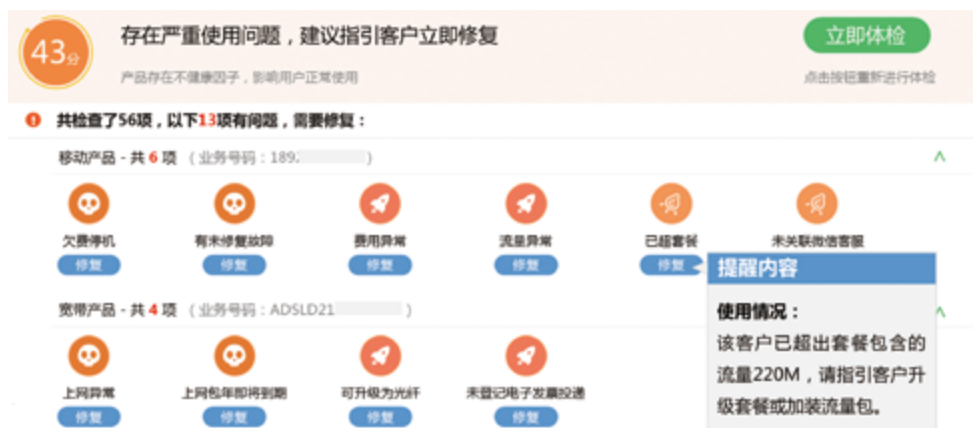 43分
存在严重使用问题，建议指引客户立即修复
立即体检
产品存在不健康因子，影响用户正常使用
点击按钮重新进行体检
共检查了56项，以下13项有问题，需要修复：
移动产品 - 共 6 项 （业务号码：189 ）
欠费停机 有未修复故障 费用异常 流量异常 已超套餐 未关联微信客服
修复 修复 修复 修复 修复
提醒内容
使用情况：
该客户已超出套餐包含的
流量220M，请指引客户升
级套餐或加装流量包。
宽带产品 - 共 4 项 （业务号码：ADSLD21 ）
上网异常 上网包年即将到期 可升级为光纤 未登记电子发票投递
修复 修复 修复 修复